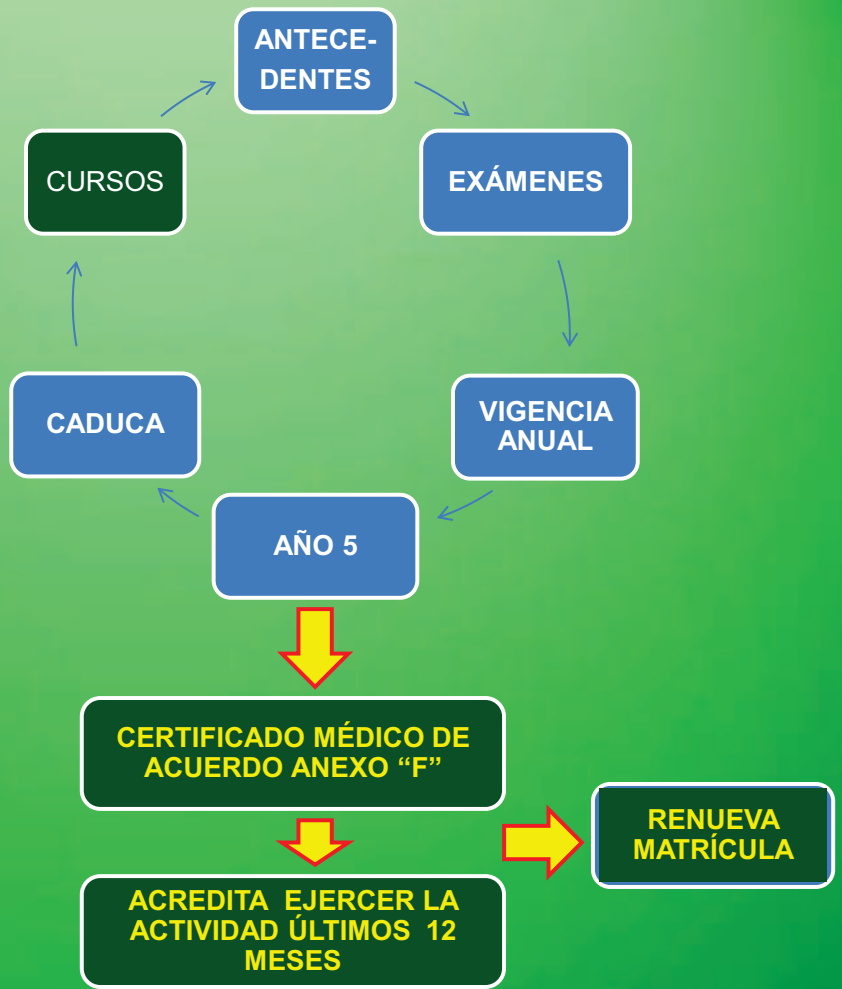 ANTECE-
DENTES
CURSOS
EXÁMENES
CADUCA
VIGENCIA
ANUAL
AÑO 5
CERTIFICADO MÉDICO DE
ACUERDO ANEXO “F”
RENUEVA
MATRÍCULA
ACREDITA EJERCER LA
ACTIVIDAD ÚLTIMOS 12
MESES